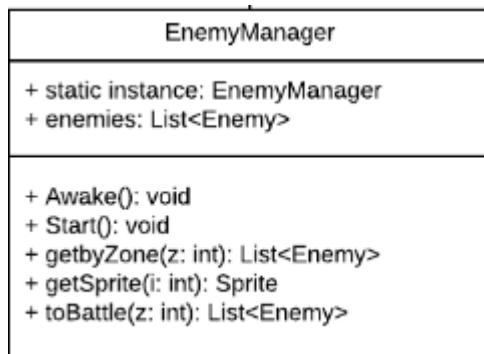 EnemyManager
+ static instance: EnemyManager
+ enemies: List<Enemy>
+ Awake(): void
+ Start(): void
+ getbyZone(z: int): List<Enemy>
+ getSprite(i: int): Sprite
+ toBattle(z: int): List<Enemy>